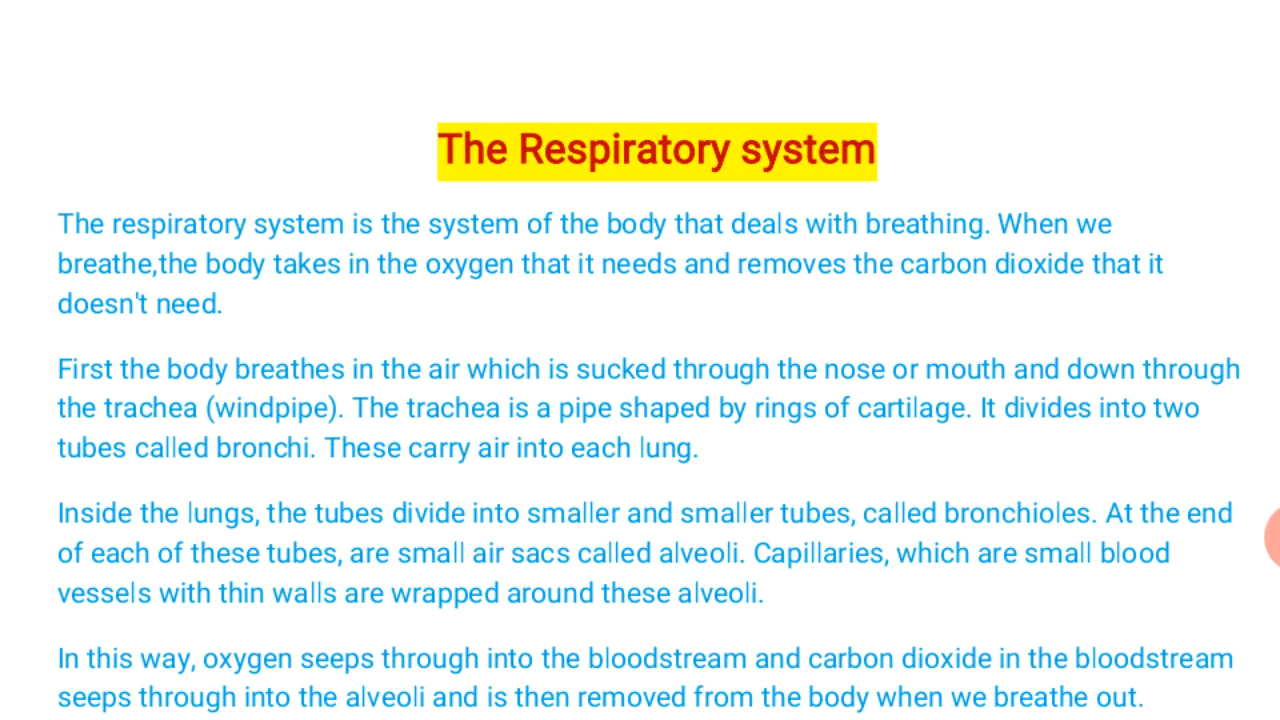 The Respiratory system
The respiratory system is the system of the body that deals with breathing. When we
breathe,the body takes in the oxygen that it needs and removes the carbon dioxide that it
doesn't need.
First the body breathes in the air which is sucked through the nose or mouth and down through
the trachea (windpipe). The trachea is a pipe shaped by rings of cartilage. It divides into two
tubes called bronchi. These carry air into each lung.
Inside the lungs, the tubes divide into smaller and smaller tubes, called bronchioles. At the end
of each of these tubes, are small air sacs called alveoli. Capillaries, which are small blood
vessels with thin walls are wrapped around these alveoli.
In this way, oxygen seeps through into the bloodstream and carbon dioxide in the bloodstream
seeps through into the alveoli and is then removed from the body when we breathe out.